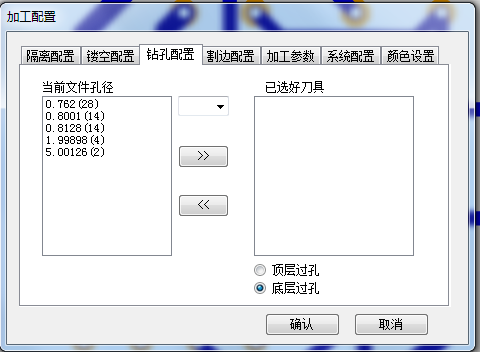 加工配置
隔离配置 镂空配置 钻孔配置 割边配置 加工参数 系统配置 颜色设置
当前文件孔径 已选好刀具
0.762(28)
0.8001(14)
0.8128(14)
1.99898(4)
5.00126(2)
>>
<<
顶层过孔
底层过孔
确认 取消